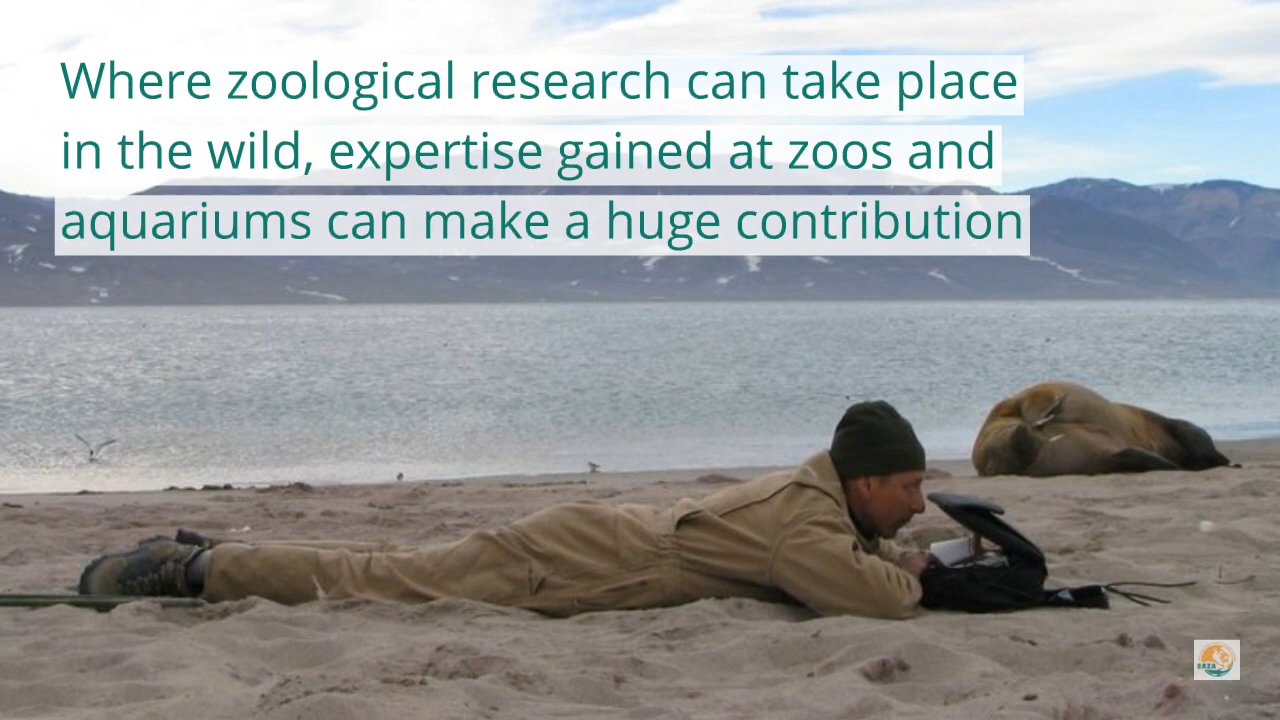 Where zoological research can take place
in the wild, expertise gained at zoos and
aquariums can make a huge contribution
EAZA